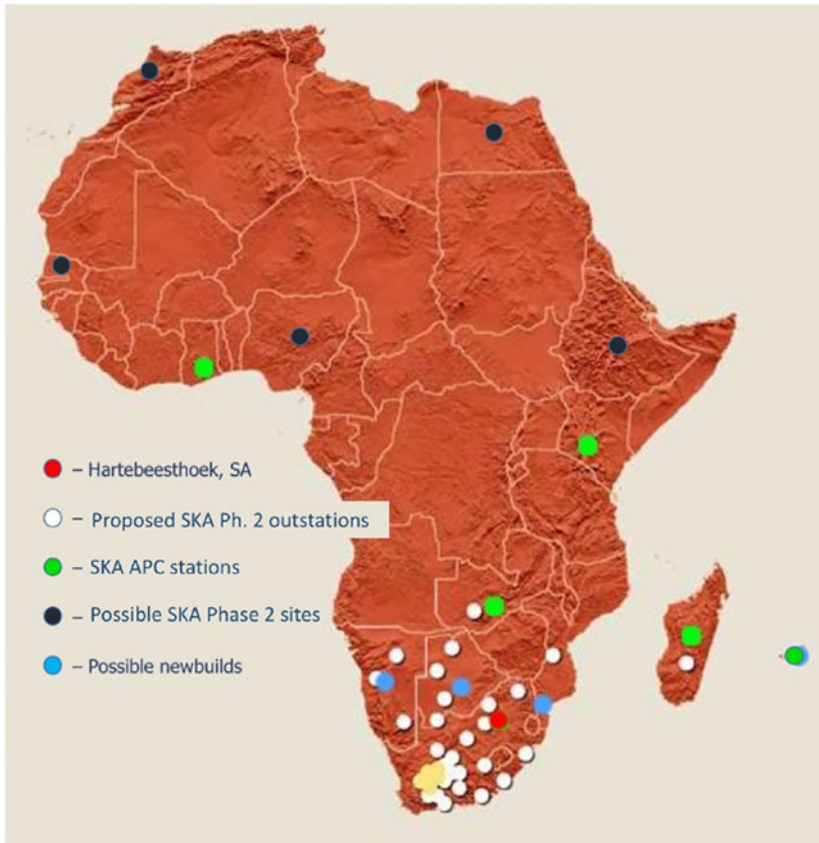 – Hartebeesthoek, SA
– Proposed SKA Ph. 2 outstations
– SKA APC stations
– Possible SKA Phase 2 sites
– Possible newbuilds